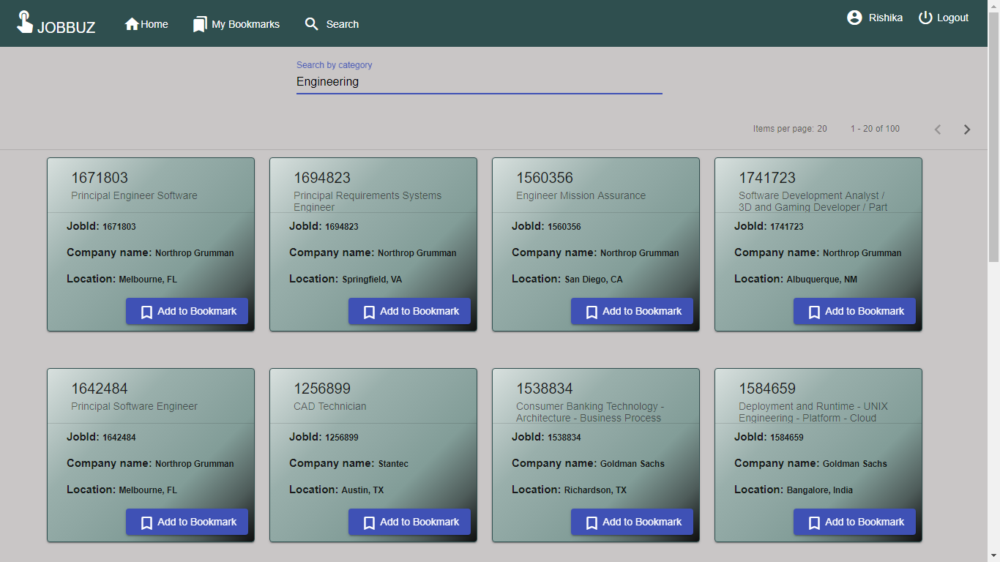 JOBBUZ Home My Bookmarks Search Rishika Logout
Search by category
Engineering
Items per page: 20 1 - 20 of 100
1671803
Principal Engineer Software
JobId: 1671803
Company name: Northrop Grumman
Location: Melbourne, FL
Add to Bookmark
1694823
Principal Requirements Systems
Engineer
JobId: 1694823
Company name: Northrop Grumman
Location: Springfield, VA
Add to Bookmark
1560356
Engineer Mission Assurance
JobId: 1560356
Company name: Northrop Grumman
Location: San Diego, CA
Add to Bookmark
1741723
Software Development Analyst /
3D and Gaming Developer / Part
JobId: 1741723
Company name: Northrop Grumman
Location: Albuquerque, NM
Add to Bookmark
1642484
Principal Software Engineer
JobId: 1642484
Company name: Northrop Grumman
Location: Melbourne, FL
Add to Bookmark
1256899
CAD Technician
JobId: 1256899
Company name: Stantec
Location: Austin, TX
Add to Bookmark
1538834
Consumer Banking Technology -
Architecture - Business Process
JobId: 1538834
Company name: Goldman Sachs
Location: Richardson, TX
Add to Bookmark
1584659
Deployment and Runtime - UNIX
Engineering - Platform - Cloud
JobId: 1584659
Company name: Goldman Sachs
Location: Bangalore, India
Add to Bookmark